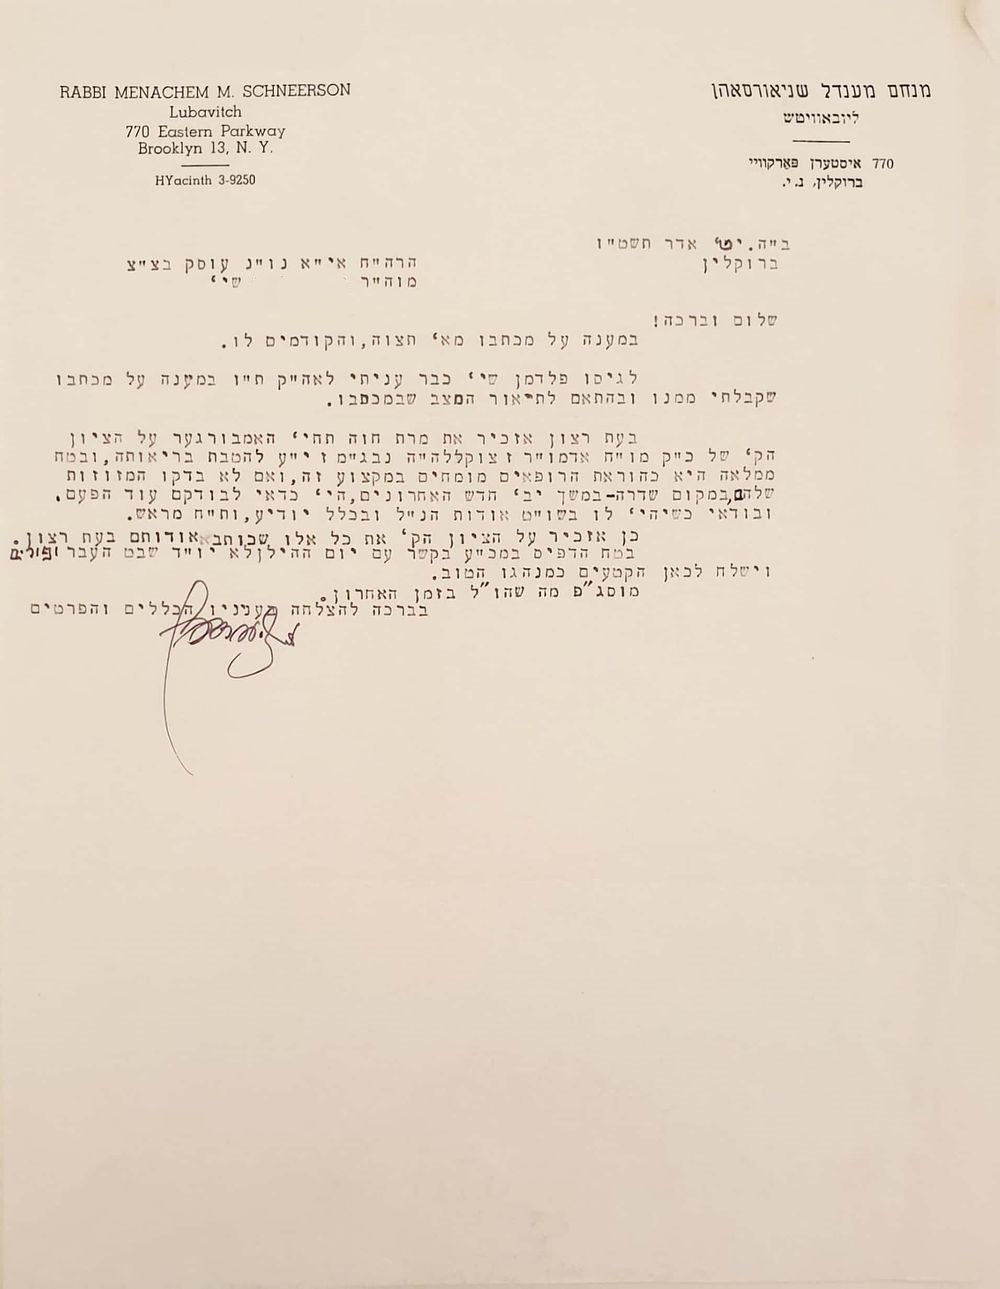 RABBI MENACHEM M. SCHNEERSON
Lubavitch
770 Eastern Parkway
Brooklyn 13, N. Y.
HYacinth 3-9250
מנחם מענדל שניאורסאהן
ליובאוויטש
770 איסטערן פארקוויי
ברוקלין, נ. י.
ב"ה. יט' אדר תשט"ו
ברוקלין
הרה"ח אי"א נו"נ עוסק בצ"צ
מוה"ר שי'
שלום וברכה!
במענה על מכתבו מא' תצוה, והקודמים לו.
לגיסו פלדמן שי' כבר עניתי לאה"ק ת"ו במענה על מכתבו
שקבלתי ממנו ובהתאם לתיאור המצב שבמכתבו.
בעת רצון אזכיר את מרת חוה תחי' האמבורגער על הציון
הק' של כ"ק מו"ח אדמו"ר זצוקללה"ה נבג"מ זי"ע להטבת בריאותה, ובטח
ממלאה היא כהוראת הרופאים מומחים במקצוע זה, ואם לא בדקו המזוזות
שלהם, במקום שדרה-במשך יב' חדש האחרונים, הי' כדאי לבודקם עוד הפעם.
ובודאי כשיהי' לו בשו"ט אודות הנ"ל ובכלל יודיע, ות"ח מראש.
כן אזכיר על הציון הק' את כל אלו שכותב אודותם בעת רצון.
בטח הדפיס במכ"ע בקשר עם יום ההילולא יו"ד שבט העבר
וישלח לכאן הקטעים כמנהגו הטוב.
מוסג"פ מה שהו"ל בזמן האחרון.
בברכה להצלחה בעניניו הכללים והפרטים